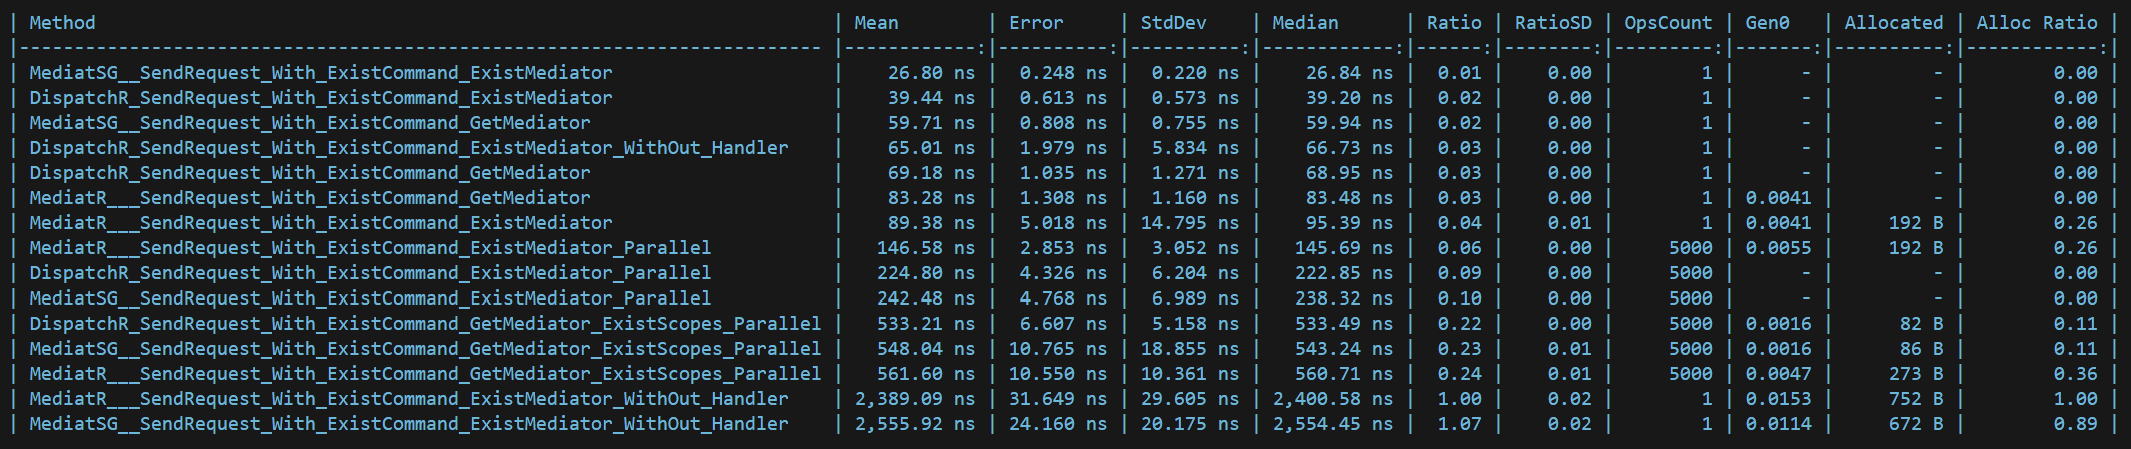 | Method | Mean | Error | StdDev | Median | Ratio | RatioSD | OpsCount | Gen0 | Allocated | Alloc Ratio |
|----------------------------------------------------------------------- |------------:|----------:|----------:|------------:|------:|--------:|---------:|-------:|----------:|------------:|
| MediatSG__SendRequest_With_ExistCommand_ExistMediator | 26.80 ns | 0.248 ns | 0.220 ns | 26.84 ns | 0.01 | 0.00 | 1 | - | - | 0.00 |
| DispatchR_SendRequest_With_ExistCommand_ExistMediator | 39.44 ns | 0.613 ns | 0.573 ns | 39.20 ns | 0.02 | 0.00 | 1 | - | - | 0.00 |
| MediatSG__SendRequest_With_ExistCommand_GetMediator | 59.71 ns | 0.808 ns | 0.755 ns | 59.94 ns | 0.02 | 0.00 | 1 | - | - | 0.00 |
| DispatchR_SendRequest_With_ExistCommand_ExistMediator_WithOut_Handler | 65.01 ns | 1.979 ns | 5.834 ns | 66.73 ns | 0.03 | 0.00 | 1 | - | - | 0.00 |
| DispatchR_SendRequest_With_ExistCommand_GetMediator | 69.18 ns | 1.035 ns | 1.271 ns | 68.95 ns | 0.03 | 0.00 | 1 | - | - | 0.00 |
| MediatR___SendRequest_With_ExistCommand_GetMediator | 83.28 ns | 1.308 ns | 1.160 ns | 83.48 ns | 0.03 | 0.00 | 1 | 0.0041 | - | 0.00 |
| MediatR___SendRequest_With_ExistCommand_ExistMediator | 89.38 ns | 5.018 ns | 14.795 ns | 95.39 ns | 0.04 | 0.01 | 1 | 0.0041 | 192 B | 0.26 |
| MediatR___SendRequest_With_ExistCommand_ExistMediator_Parallel | 146.58 ns | 2.853 ns | 3.052 ns | 145.69 ns | 0.06 | 0.00 | 5000 | 0.0055 | 192 B | 0.26 |
| DispatchR_SendRequest_With_ExistCommand_ExistMediator_Parallel | 224.80 ns | 4.326 ns | 6.204 ns | 222.85 ns | 0.09 | 0.00 | 5000 | - | - | 0.00 |
| MediatSG__SendRequest_With_ExistCommand_ExistMediator_Parallel | 242.48 ns | 4.768 ns | 6.989 ns | 238.32 ns | 0.10 | 0.00 | 5000 | - | - | 0.00 |
| DispatchR_SendRequest_With_ExistCommand_GetMediator_ExistScopes_Parallel | 533.21 ns | 6.607 ns | 5.158 ns | 533.49 ns | 0.22 | 0.00 | 5000 | 0.0016 | 82 B | 0.11 |
| MediatSG__SendRequest_With_ExistCommand_GetMediator_ExistScopes_Parallel | 548.04 ns | 10.765 ns | 18.855 ns | 543.24 ns | 0.23 | 0.01 | 5000 | 0.0016 | 86 B | 0.11 |
| MediatR___SendRequest_With_ExistCommand_GetMediator_ExistScopes_Parallel | 561.60 ns | 10.550 ns | 10.361 ns | 560.71 ns | 0.24 | 0.01 | 5000 | 0.0047 | 273 B | 0.36 |
| MediatR___SendRequest_With_ExistCommand_ExistMediator_WithOut_Handler | 2,389.09 ns | 31.649 ns | 29.605 ns | 2,400.58 ns | 1.00 | 0.02 | 1 | 0.0153 | 752 B | 1.00 |
| MediatSG__SendRequest_With_ExistCommand_ExistMediator_WithOut_Handler | 2,555.92 ns | 24.160 ns | 20.175 ns | 2,554.45 ns | 1.07 | 0.02 | 1 | 0.0114 | 672 B | 0.89 |